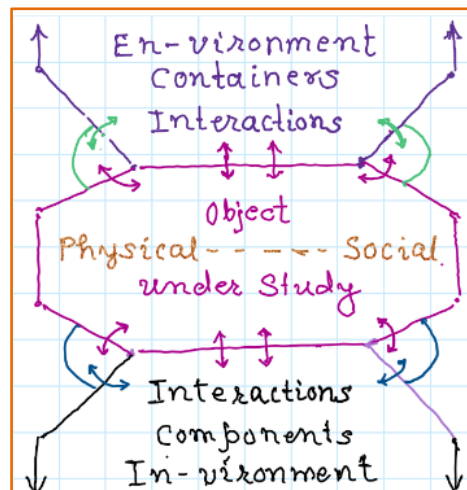 En-vironment
Containers
Interactions
Object
Physical------Social
under Study
Interactions
Components
In-vironment